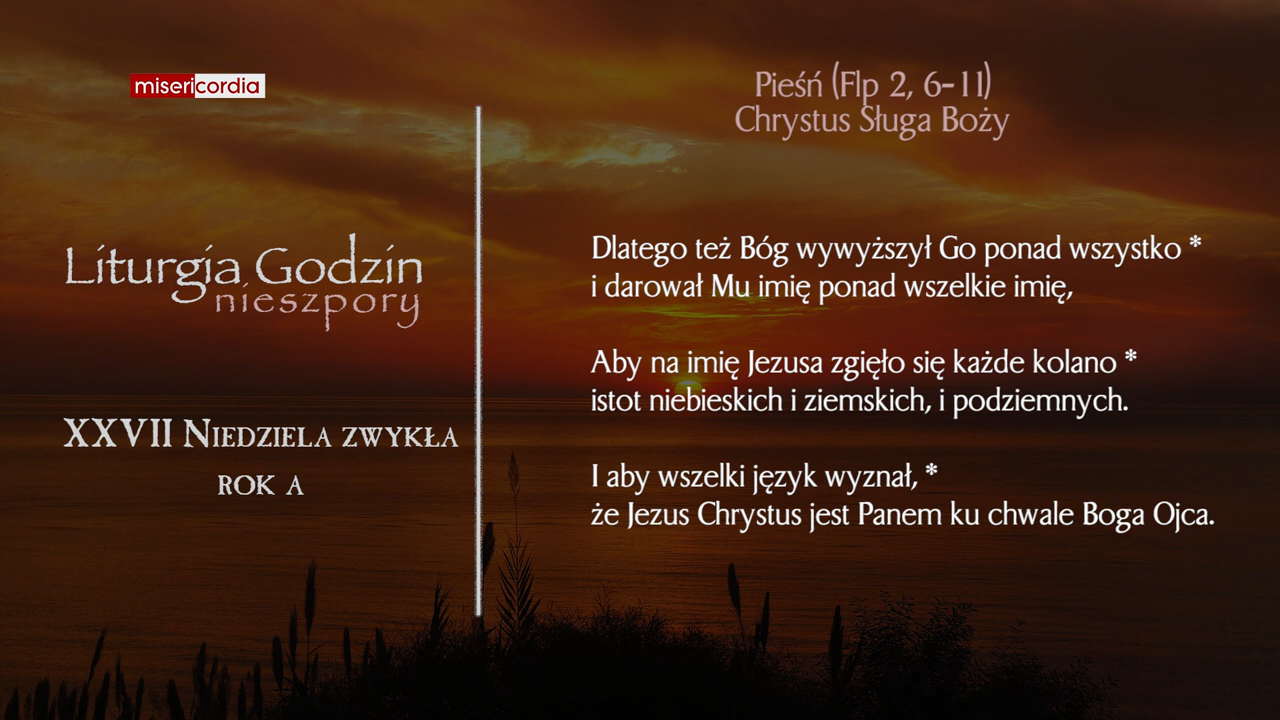 misericordia
Liturgia Godzin
nieszpory
XXVII Niedziela zwykła
rok A
Pieśń (Flp 2, 6-11)
Chrystus Sługa Boży
Dlatego też Bóg wywyższył Go ponad wszystko *
i darował Mu imię ponad wszelkie imię,
Aby na imię Jezusa zgięło się każde kolano *
istot niebieskich i ziemskich, i podziemnych.
I aby wszelki język wyznał, *
że Jezus Chrystus jest Panem ku chwale Boga Ojca.